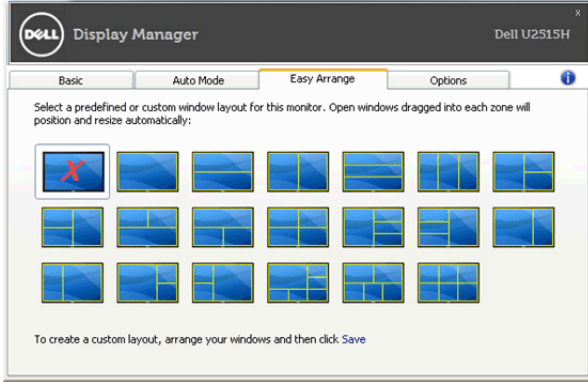 DELL Display Manager
x
Dell U2515H
Basic Auto Mode Easy Arrange Options i
Select a predefined or custom window layout for this monitor. Open windows dragged into each zone will
position and resize automatically:
X
To create a custom layout, arrange your windows and then click Save